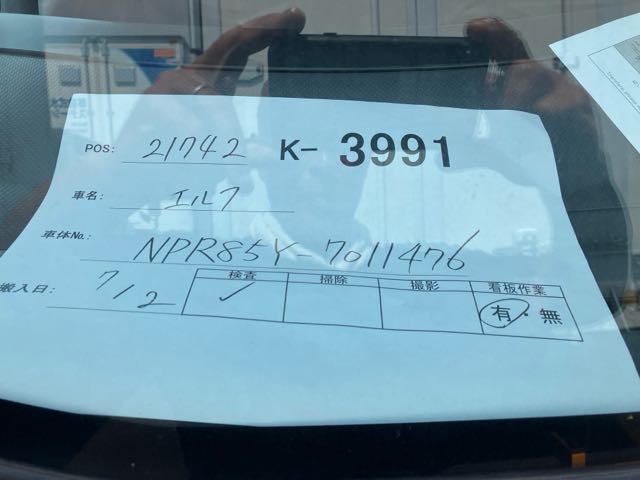 POS: 21742 K- 3991
車名: エルフ
車体No.: NPR85Y-7011476
搬入日: 7/2
検査 掃除 撮影 看板作業
✓ 有・無